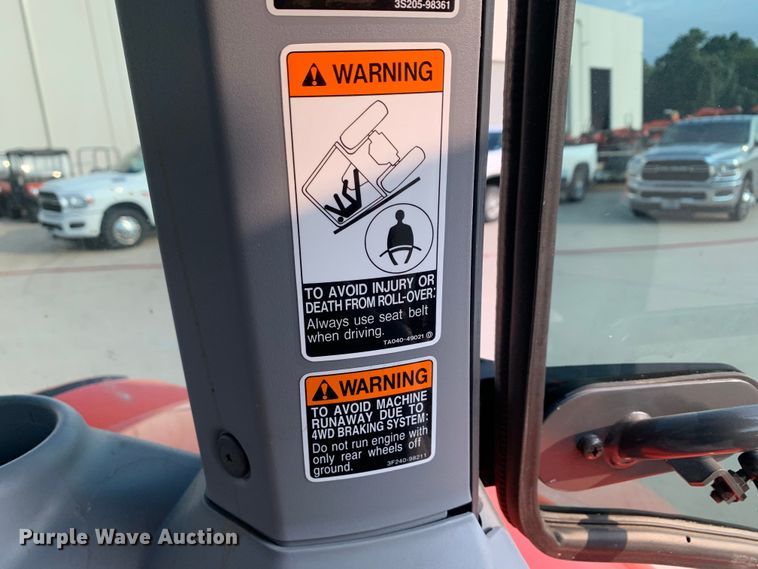 3S205-98361
WARNING
TO AVOID INJURY OR
DEATH FROM ROLL-OVER:
Always use seat belt
when driving.
TA040-49021
WARNING
TO AVOID MACHINE
RUNAWAY DUE TO
4WD BRAKING SYSTEM:
Do not run engine with
only rear wheels off
ground.
3F240-98211
Purple Wave Auction